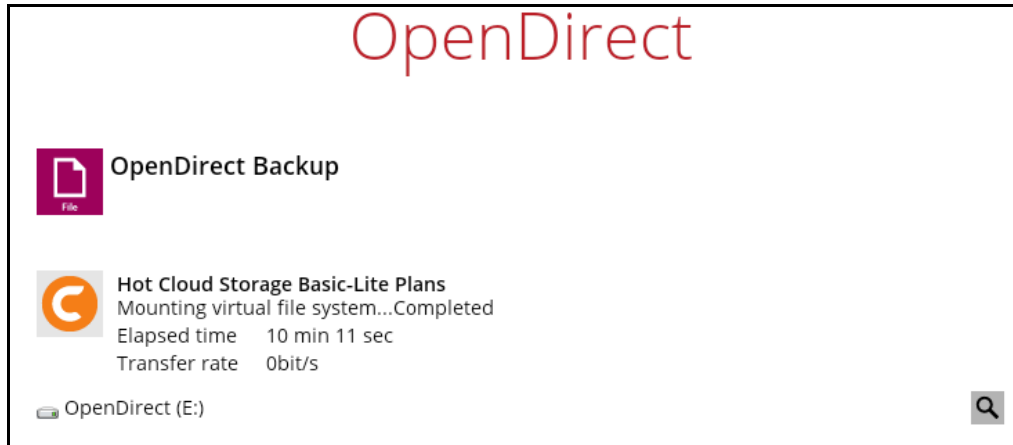 OpenDirect
OpenDirect Backup
File
Hot Cloud Storage Basic-Lite Plans
Mounting virtual file system...Completed
Elapsed time 10 min 11 sec
Transfer rate 0bit/s
OpenDirect (E:)